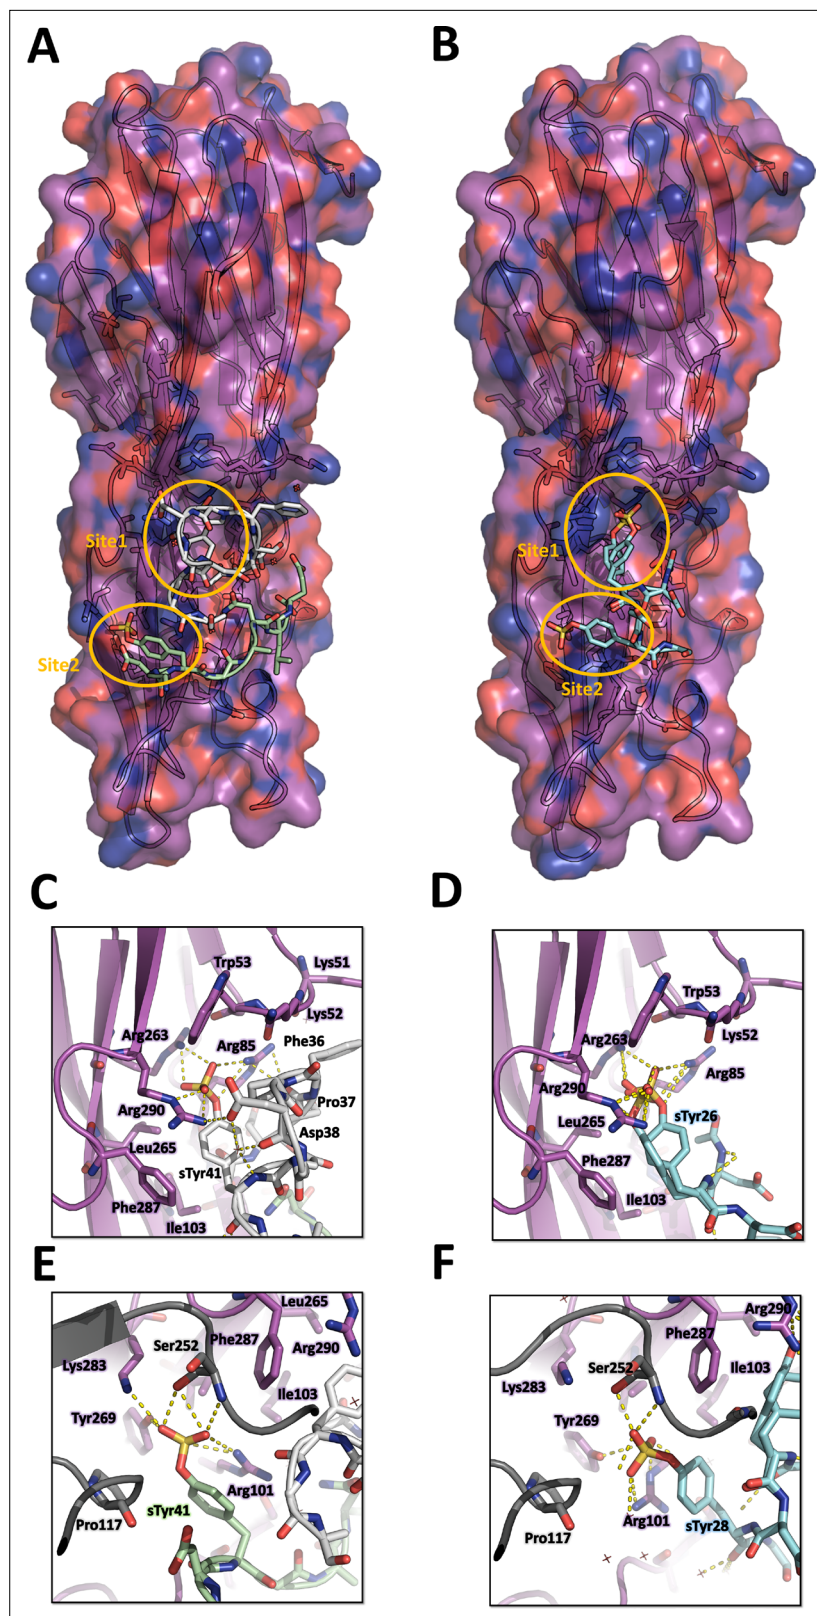 A
B
Site1
Site2
Site1
Site2
C
D
Trp53
Lys51
Lys52
Arg263
Arg85
Phe36
Arg290
Pro37
Leu265
Asp38
sTyr41
Phe287
Ile103
Trp53
Lys52
Arg263
Arg85
Arg290
sTyr26
Leu265
Phe287
Ile103
E
F
Leu265
Ser252
Phe287
Arg290
Lys283
Ile103
Tyr269
Arg101
sTyr41
Pro117
Arg290
Phe287
Ser252
Ile103
Lys283
Tyr269
Arg101
sTyr28
Pro117